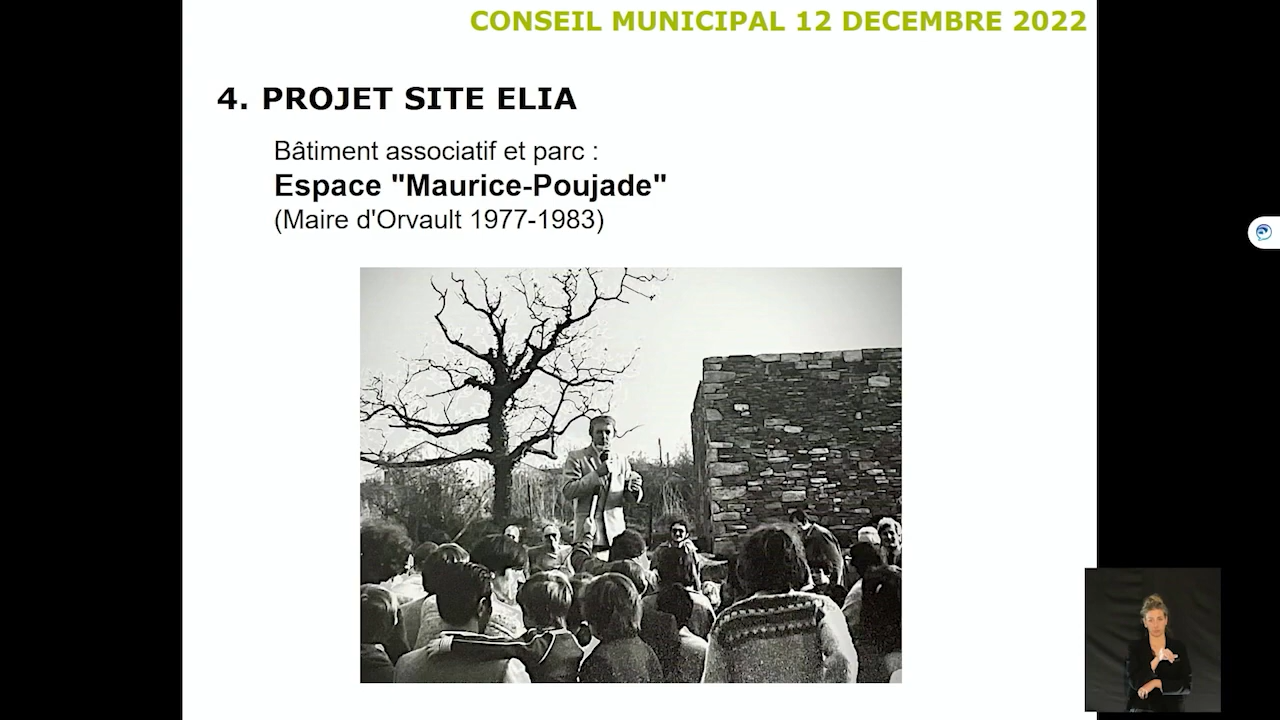 CONSEIL MUNICIPAL 12 DECEMBRE 2022
4. PROJET SITE ELIA
Bâtiment associatif et parc :
Espace "Maurice-Poujade"
(Maire d'Orvault 1977-1983)